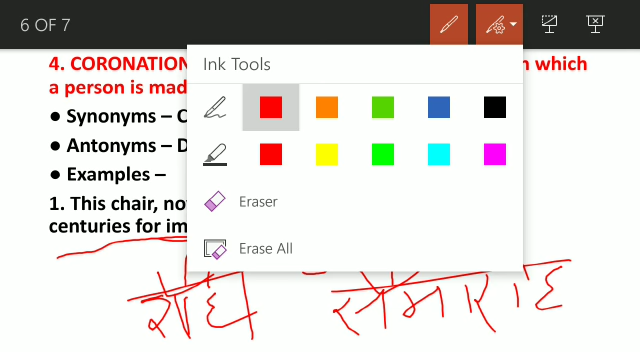 6 OF 7
4. CORONATION n which
a person is mad
● Synonyms – C
● Antonyms – D
● Examples –
1. This chair, no
centuries for im
Ink Tools
Eraser
Erase All